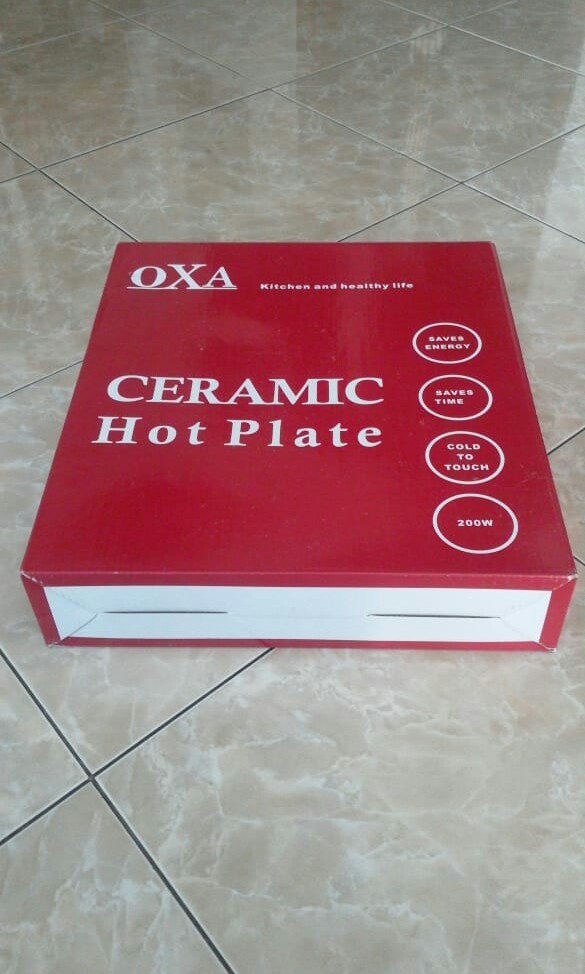 OXA
Kitchen and healthy life
SAVES
ENERGY
SAVES
TIME
CERAMIC
Hot Plate
COLD
TO
TOUCH
200W